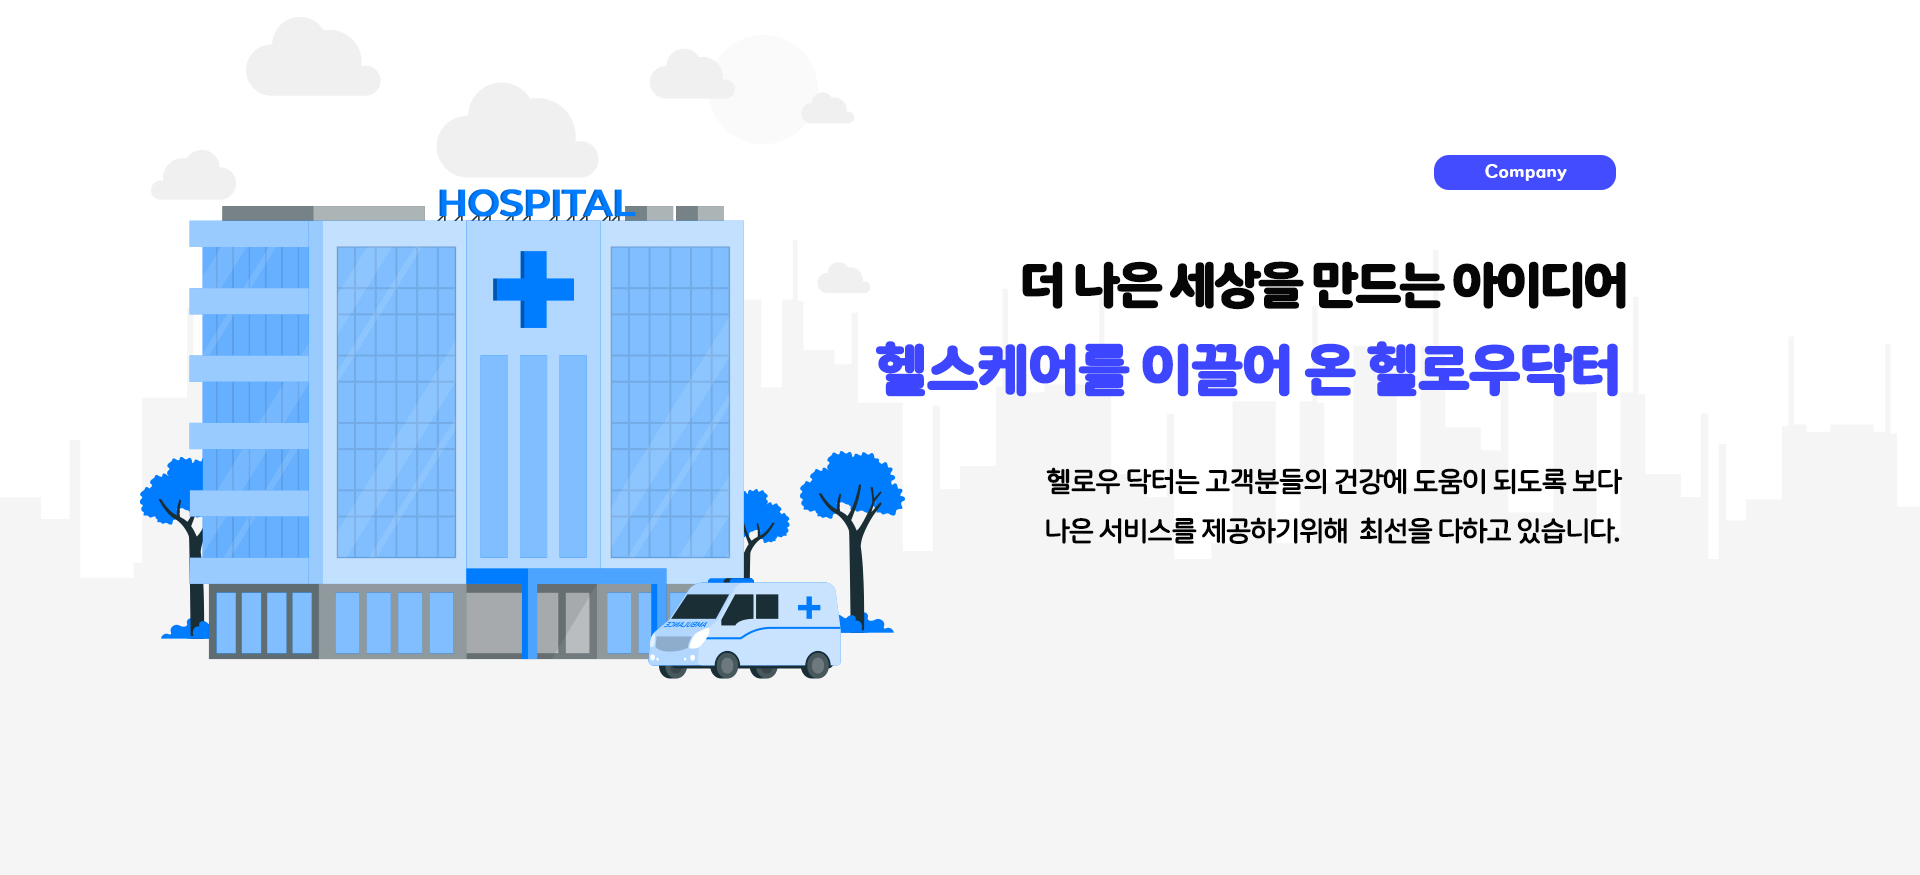 HOSPITAL
Company
더 나은 세상을 만드는 아이디어
헬스케어를 이끌어 온 헬로우닥터
헬로우 닥터는 고객분들의 건강에 도움이 되도록 보다
나은 서비스를 제공하기위해 최선을 다하고 있습니다.
AMBULANCE